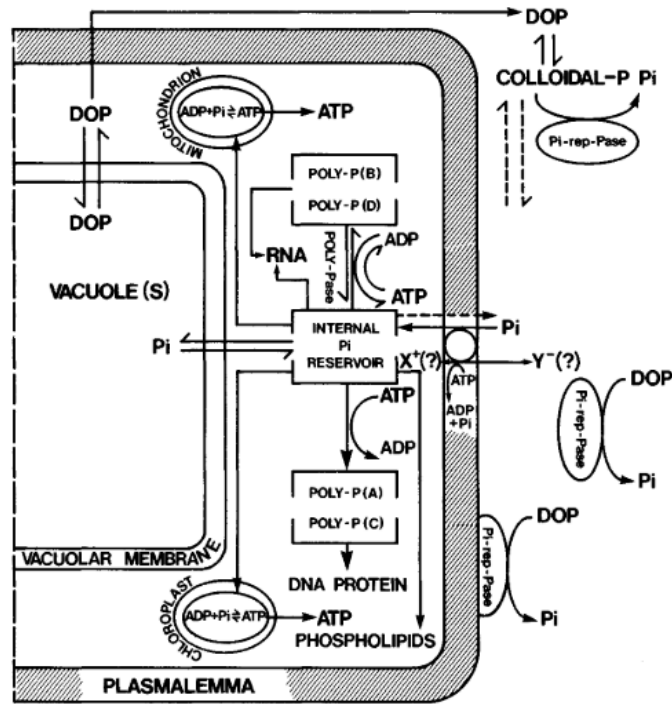 DOP
COLLOIDAL-P Pi
Pi-rep-Pase
MITOCHONDRION
ADP+Pi⇌ATP
ATP
DOP
DOP
POLY-P(B)
POLY-P(D)
RNA
POLY-Pase
ADP
ATP
VACUOLE(S)
Pi
INTERNAL
Pi
RESERVOIR
Pi
X⁺(?)
Y⁻(?)
ATP
ADP
+Pi
ATP
ADP
DOP
Pi-rep-Pase
Pi
POLY-P(A)
POLY-P(C)
DOP
Pi-rep-Pase
Pi
VACUOLAR MEMBRANE
DNA PROTEIN
CHLOROPLAST
ADP+Pi⇌ATP
ATP
PHOSPHOLIPIDS
PLASMALEMMA